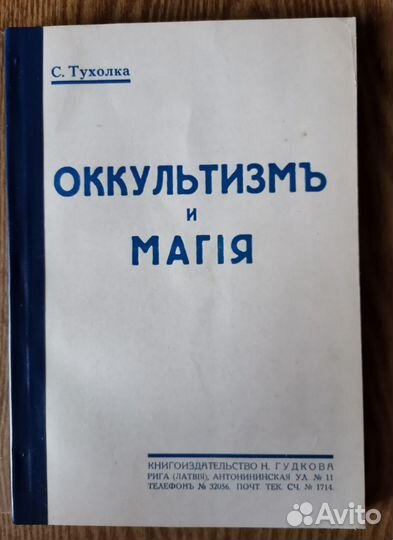 С. Тухолка
ОККУЛЬТИЗМЪ
И
МАГІЯ
КНИГОИЗДАТЕЛЬСТВО Н. ГУДКОВА
РИГА (ЛАТВІЯ), АНТОНИНИНСКАЯ УЛ. № 11
ТЕЛЕФОНЪ № 32056. ПОЧТ. ТЕК. СЧ. № 1714.
Avito